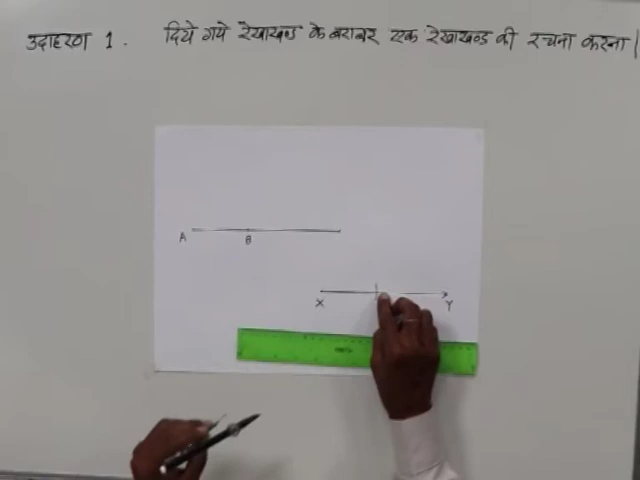 उदाहरण 1. दिये गये रेखाखण्ड के बराबर एक रेखाखण्ड की रचना करना |
A B
X Y